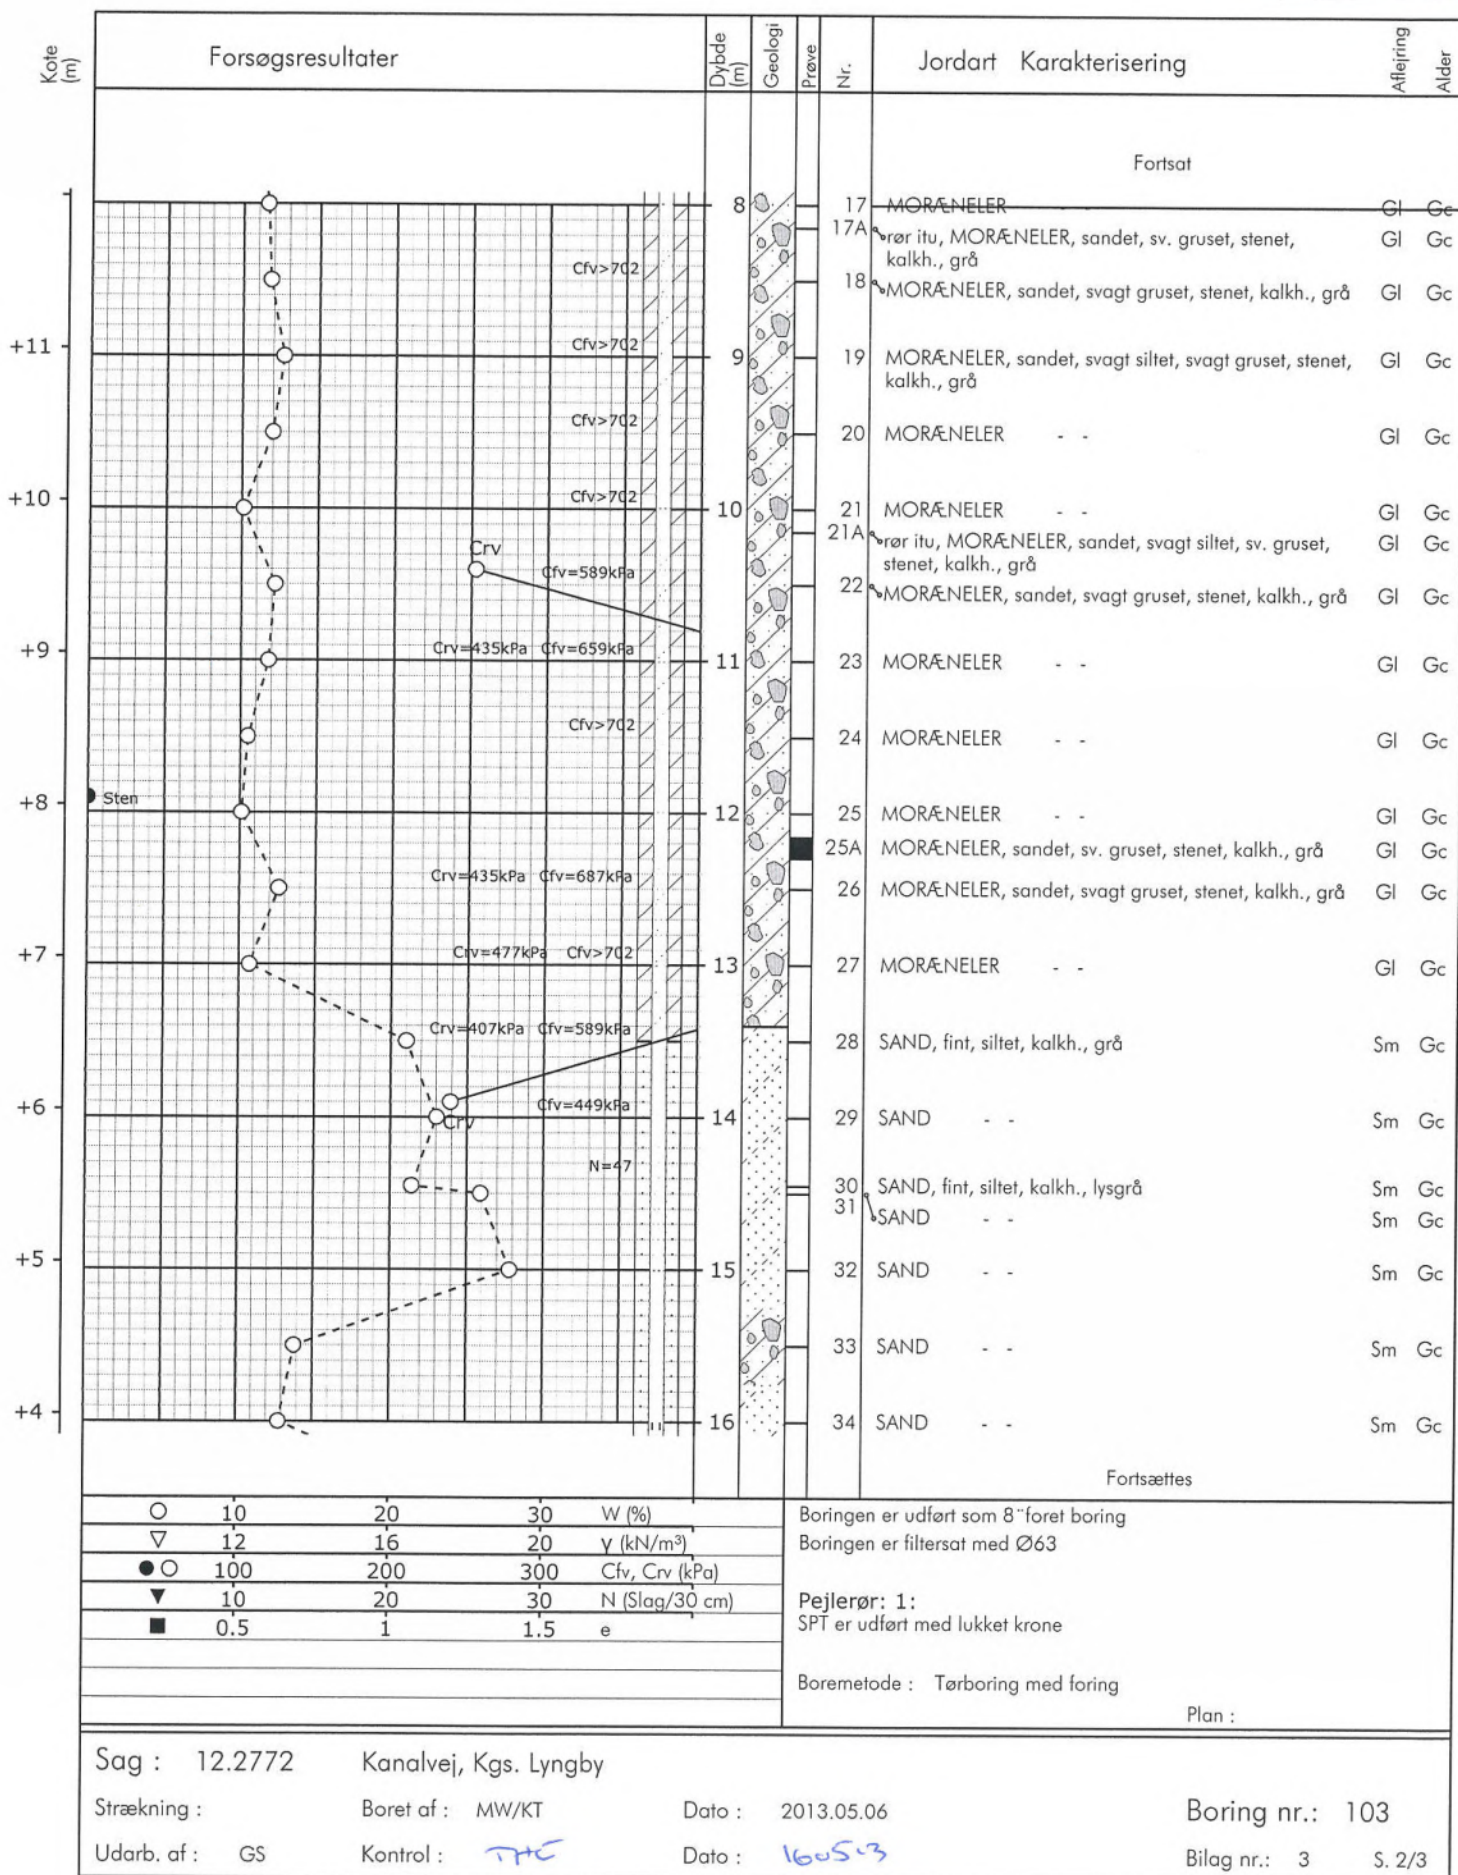 Kote (m) Forsøgsresultater Dybde (m) Geologi Prøve Nr. Jordart Karakterisering Aflejring Alder
Fortsat
8 17 MORÆNELER - - Gl Gc
17A rør itu, MORÆNELER, sandet, sv. gruset, stenet, Gl Gc
kalkh., grå
Cfv>702
18 MORÆNELER, sandet, svagt gruset, stenet, kalkh., grå Gl Gc
+11 Cfv>702
9 19 MORÆNELER, sandet, svagt siltet, svagt gruset, stenet, Gl Gc
kalkh., grå
Cfv>702
20 MORÆNELER - - Gl Gc
+10 Cfv>702
10 21 MORÆNELER - - Gl Gc
21A rør itu, MORÆNELER, sandet, svagt siltet, sv. gruset, Gl Gc
stenet, kalkh., grå
Crv
Cfv=589kPa
22 MORÆNELER, sandet, svagt gruset, stenet, kalkh., grå Gl Gc
+9 Crv=435kPa Cfv=659kPa
11 23 MORÆNELER - - Gl Gc
Cfv>702
24 MORÆNELER - - Gl Gc
+8 Sten
12 25 MORÆNELER - - Gl Gc
25A MORÆNELER, sandet, sv. gruset, stenet, kalkh., grå Gl Gc
Crv=435kPa Cfv=687kPa
26 MORÆNELER, sandet, svagt gruset, stenet, kalkh., grå Gl Gc
+7 Crv=477kPa Cfv>702
13 27 MORÆNELER - - Gl Gc
Crv=407kPa Cfv=589kPa
28 SAND, fint, siltet, kalkh., grå Sm Gc
+6 Cfv=449kPa
14 29 SAND - - Sm Gc
Crv
N=47
30 SAND, fint, siltet, kalkh., lysgrå Sm Gc
31 SAND - - Sm Gc
+5
15 32 SAND - - Sm Gc
33 SAND - - Sm Gc
+4
16 34 SAND - - Sm Gc
Fortsættes
10 20 30 W (%)
12 16 20 γ (kN/m³)
100 200 300 Cfv, Crv (kPa)
10 20 30 N (Slag/30 cm)
0.5 1 1.5 e
Boringen er udført som 8¨foret boring
Boringen er filtersat med Ø63
Pejlerør: 1:
SPT er udført med lukket krone
Boremetode : Tørboring med foring
Plan :
Sag : 12.2772 Kanalvej, Kgs. Lyngby
Strækning : Boret af : MW/KT Dato : 2013.05.06 Boring nr.: 103
Udarb. af : GS Kontrol : Dato : Bilag nr.: 3 S. 2/3